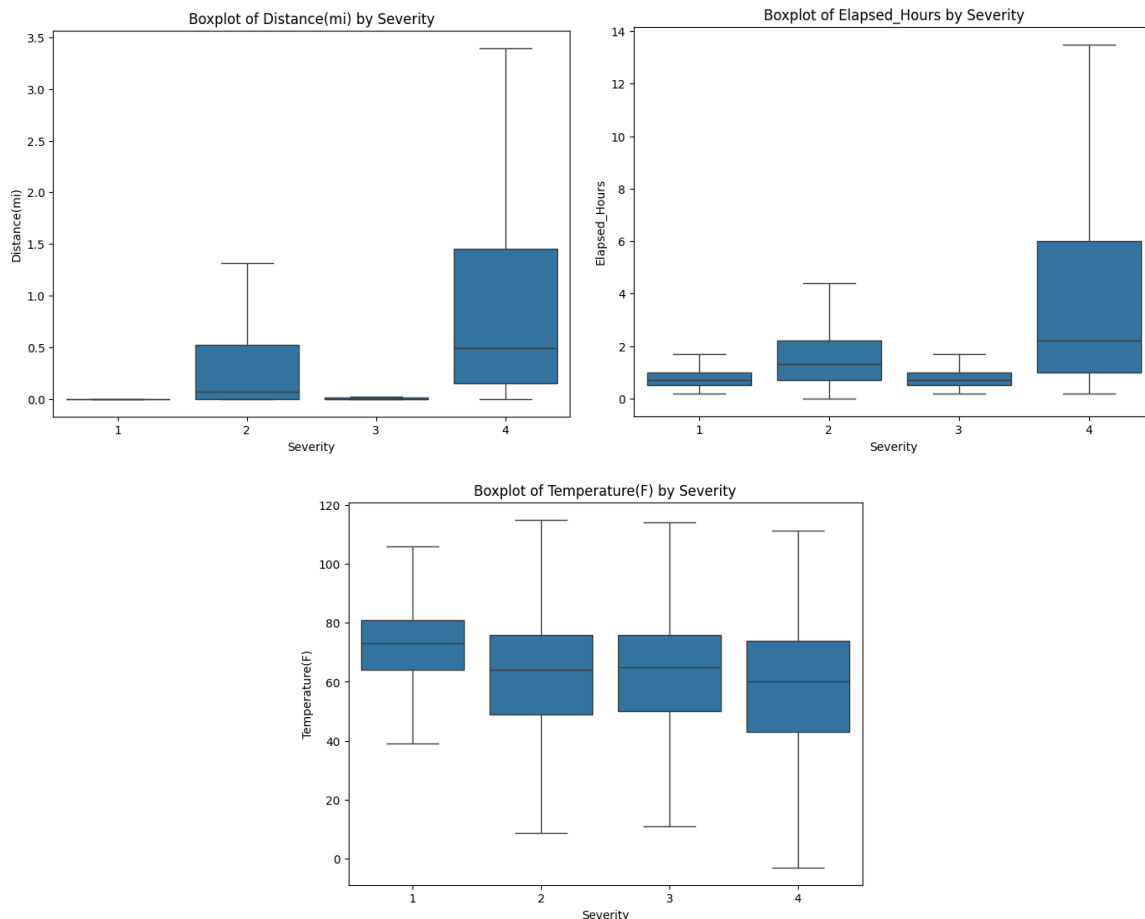 Boxplot of Distance(mi) by Severity
3.5
3.0
2.5
2.0
1.5
1.0
0.5
0.0
Distance(mi)
1 2 3 4
Severity
Boxplot of Elapsed_Hours by Severity
14
12
10
8
6
4
2
0
Elapsed_Hours
1 2 3 4
Severity
Boxplot of Temperature(F) by Severity
120
100
80
60
40
20
0
Temperature(F)
1 2 3 4
Severity